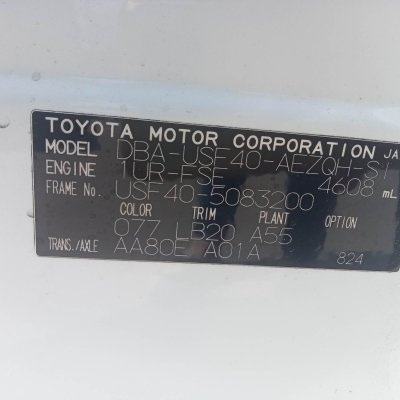 TOYOTA MOTOR CORPORATION JA
MODEL DBA-USF40-AEZQH-S1
ENGINE 1UR-FSE 4608 mL
FRAME No. USF40-5083200
COLOR TRIM PLANT OPTION
077 LB20 A55
TRANS./AXLE AA80E A01A 824